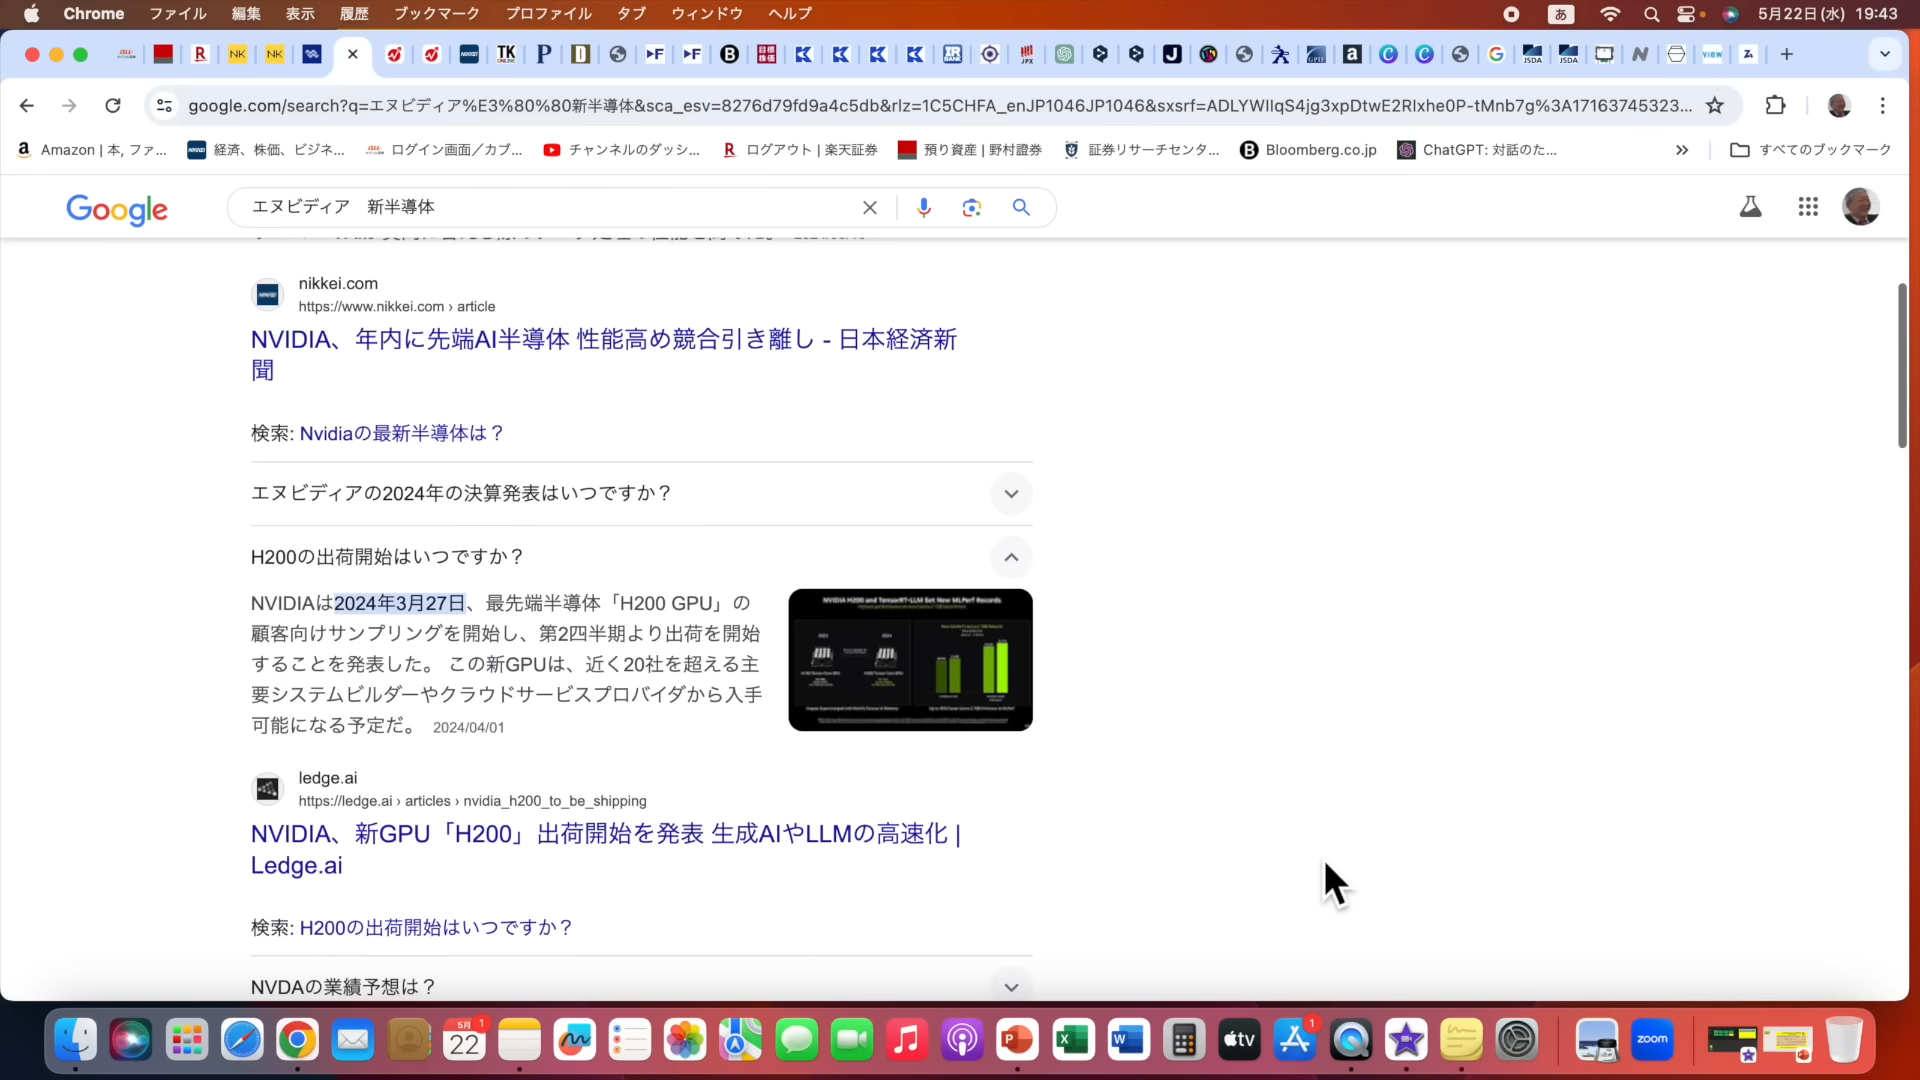 Chrome ファイル 編集 表示 履歴 ブックマーク プロファイル タブ ウィンドウ ヘルプ あ 5月22日(水) 19:43
google.com/search?q=エヌビディア%E3%80%80新半導体&sca_esv=8276d79fd9a4c5db&rlz=1C5CHFA_enJP1046JP1046&sxsrf=ADLYWIIqS4jg3xpDtwE2RIxhe0P-tMnb7g%3A17163745323...
Amazon | 本, ファ... 経済、株価、ビジネ... ログイン画面／カブ... チャンネルのダッシ... ログアウト | 楽天証券 預り資産 | 野村證券 証券リサーチセンタ... Bloomberg.co.jp ChatGPT: 対話のた... » すべてのブックマーク
Google エヌビディア　新半導体
nikkei.com
https://www.nikkei.com › article
NVIDIA、年内に先端AI半導体 性能高め競合引き離し - 日本経済新
聞
検索: Nvidiaの最新半導体は？
エヌビディアの2024年の決算発表はいつですか？
H200の出荷開始はいつですか？
NVIDIAは2024年3月27日、最先端半導体「H200 GPU」の
顧客向けサンプリングを開始し、第2四半期より出荷を開始
することを発表した。 この新GPUは、近く20社を超える主
要システムビルダーやクラウドサービスプロバイダから入手
可能になる予定だ。 2024/04/01
NVIDIA H200 and TensorRT-LLM Set New MLPerf Records
ledge.ai
https://ledge.ai › articles › nvidia_h200_to_be_shipping
NVIDIA、新GPU「H200」出荷開始を発表 生成AIやLLMの高速化 |
Ledge.ai
検索: H200の出荷開始はいつですか？
NVDAの業績予想は？
5月 1
22
1
tv
zoom